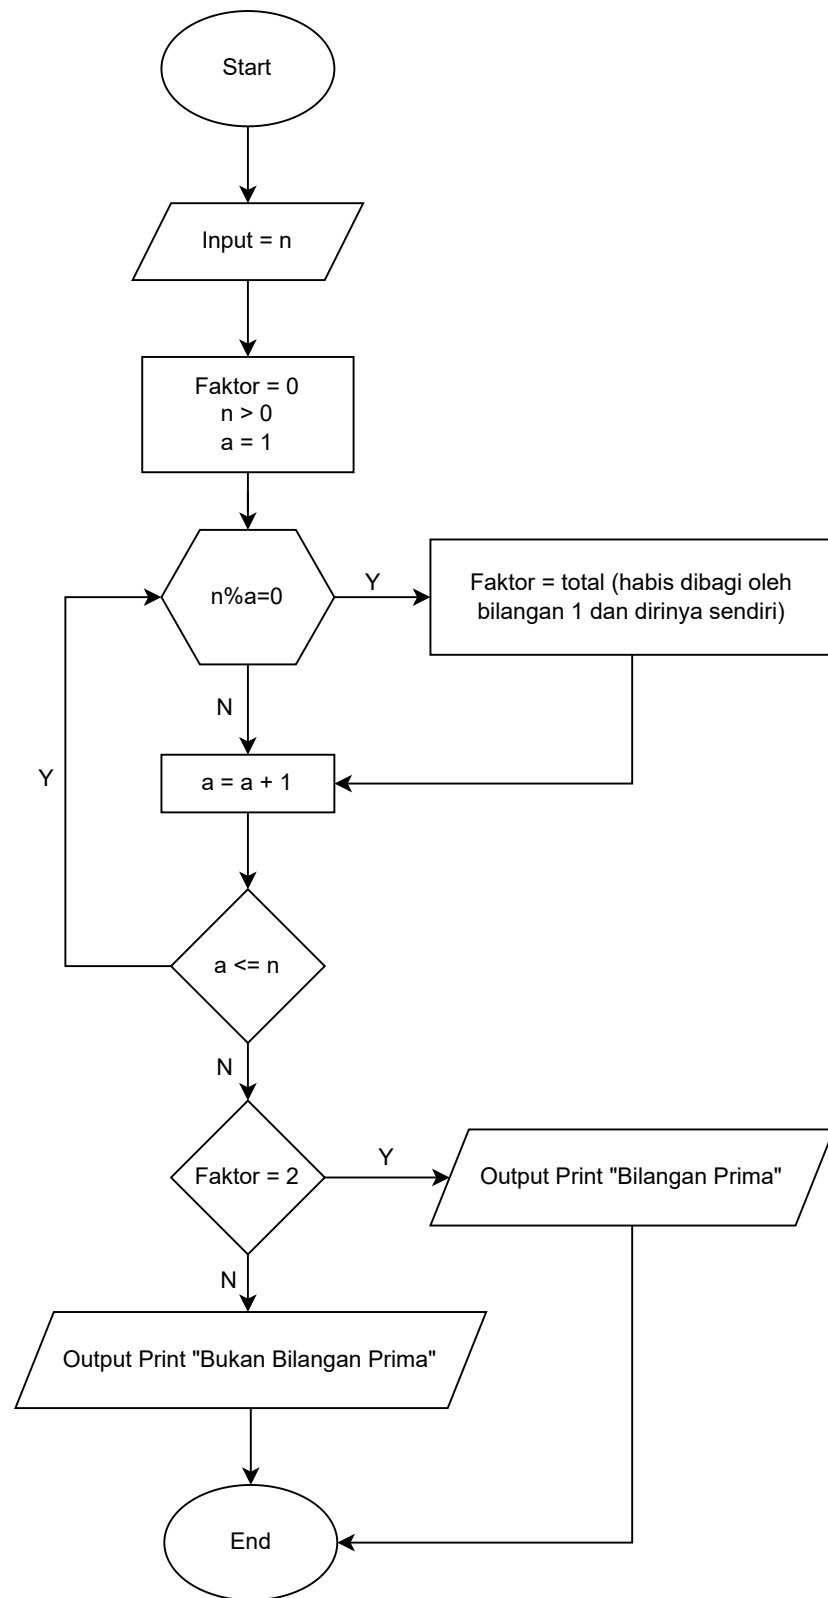 Start
Input = n
Faktor = 0
n > 0
a = 1
n%a=0
Y
Faktor = total (habis dibagi oleh
bilangan 1 dan dirinya sendiri)
N
a = a + 1
Y
a <= n
N
Faktor = 2
Y
Output Print "Bilangan Prima"
N
Output Print "Bukan Bilangan Prima"
End